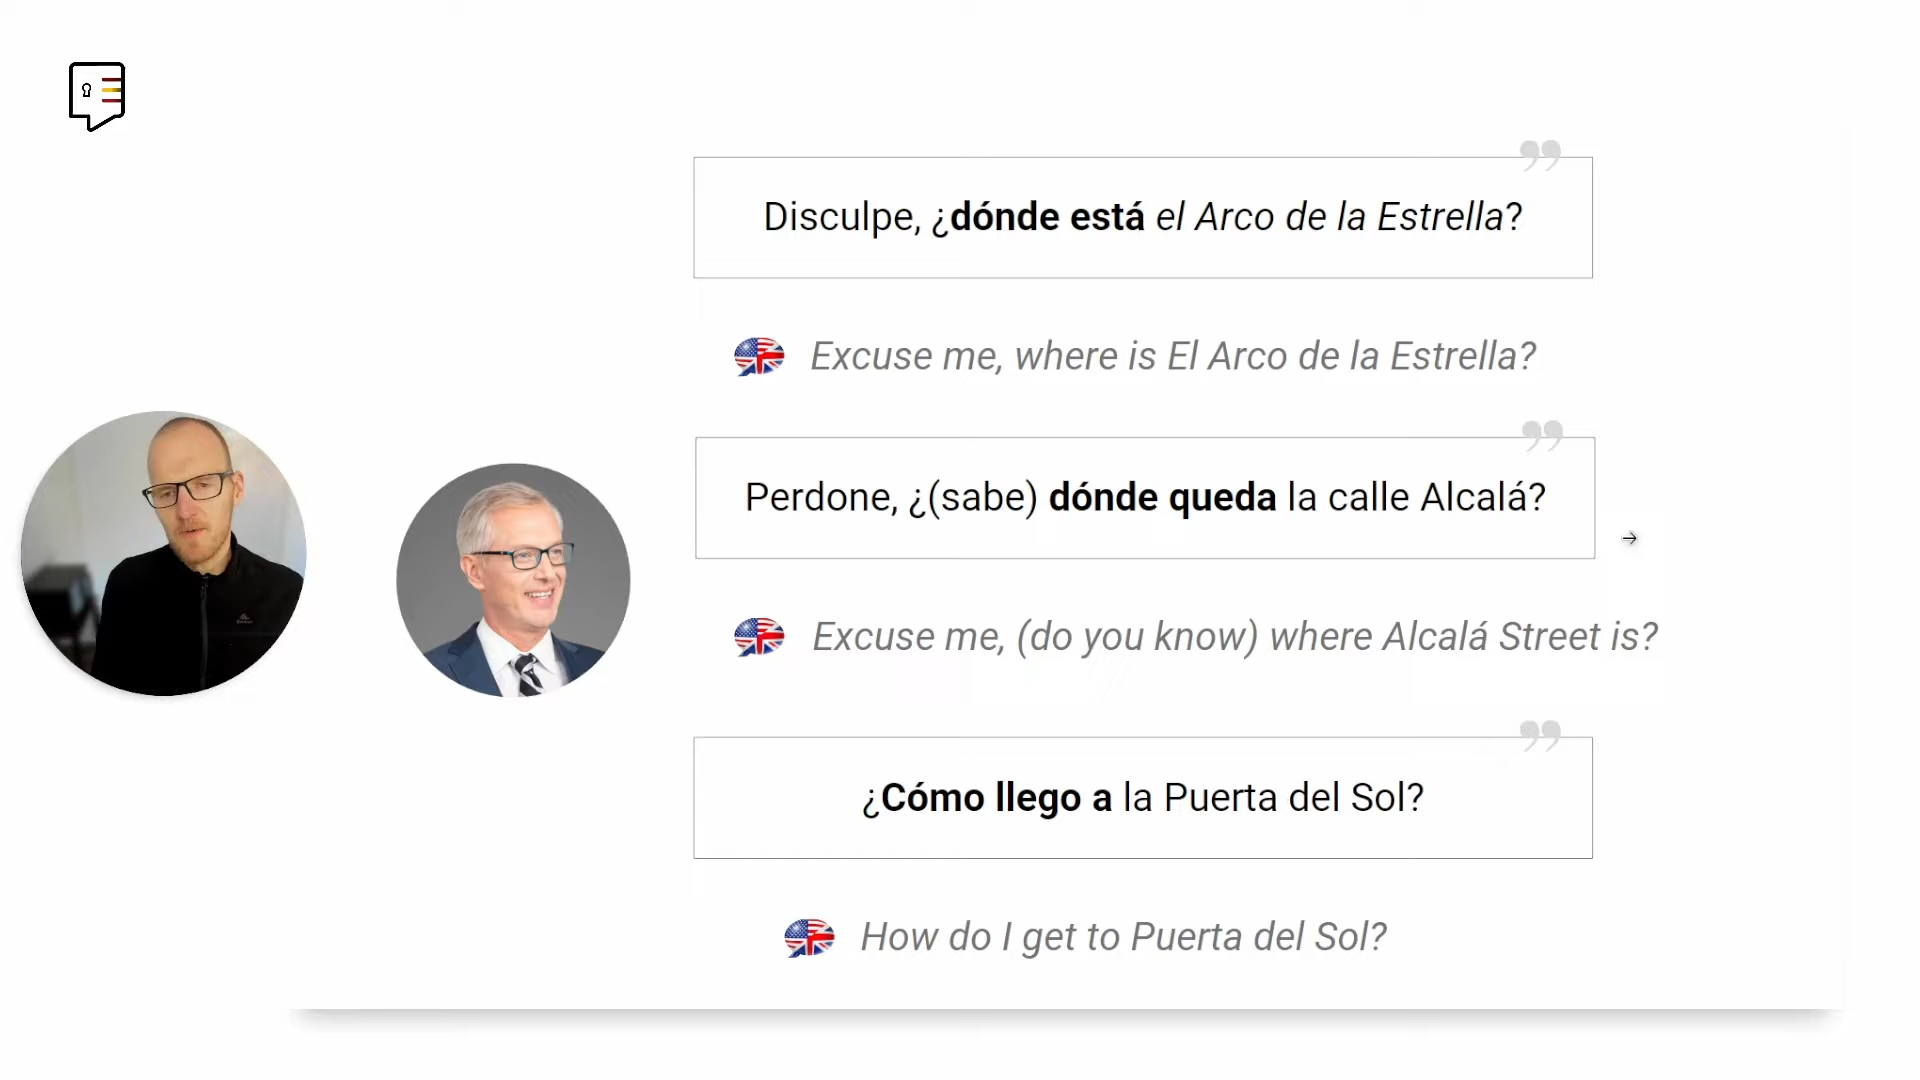 Disculpe, ¿dónde está el Arco de la Estrella?
Excuse me, where is El Arco de la Estrella?
Perdone, ¿(sabe) dónde queda la calle Alcalá?
Excuse me, (do you know) where Alcalá Street is?
¿Cómo llego a la Puerta del Sol?
How do I get to Puerta del Sol?